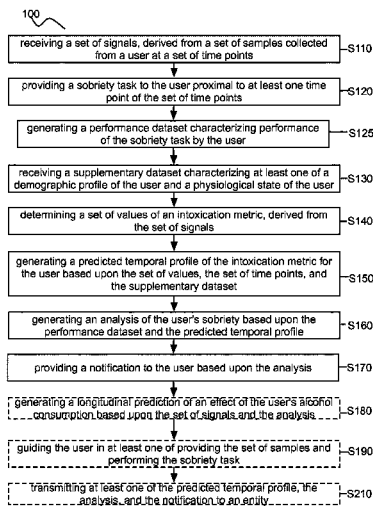 100
receiving a set of signals, derived from a set of samples collected
from a user at a set of time points
S110
providing a sobriety task to the user proximal to at least one time
point of the set of time points
S120
generating a performance dataset characterizing performance
of the sobriety task by the user
S125
receiving a supplementary dataset characterizing at least one of a
demographic profile of the user and a physiological state of the user
S130
determining a set of values of an intoxication metric, derived from
the set of signals
S140
generating a predicted temporal profile of the intoxication metric for
the user based upon the set of values, the set of time points, and
the supplementary dataset
S150
generating an analysis of the user's sobriety based upon the
performance dataset and the predicted temporal profile
S160
providing a notification to the user based upon the analysis
S170
generating a longitudinal prediction of an effect of the user's alcohol
consumption based upon the set of signals and the analysis
S180
guiding the user in at least one of providing the set of samples and
performing the sobriety task
S190
transmitting at least one of the predicted temporal profile, the
analysis, and the notification to an entity
S210